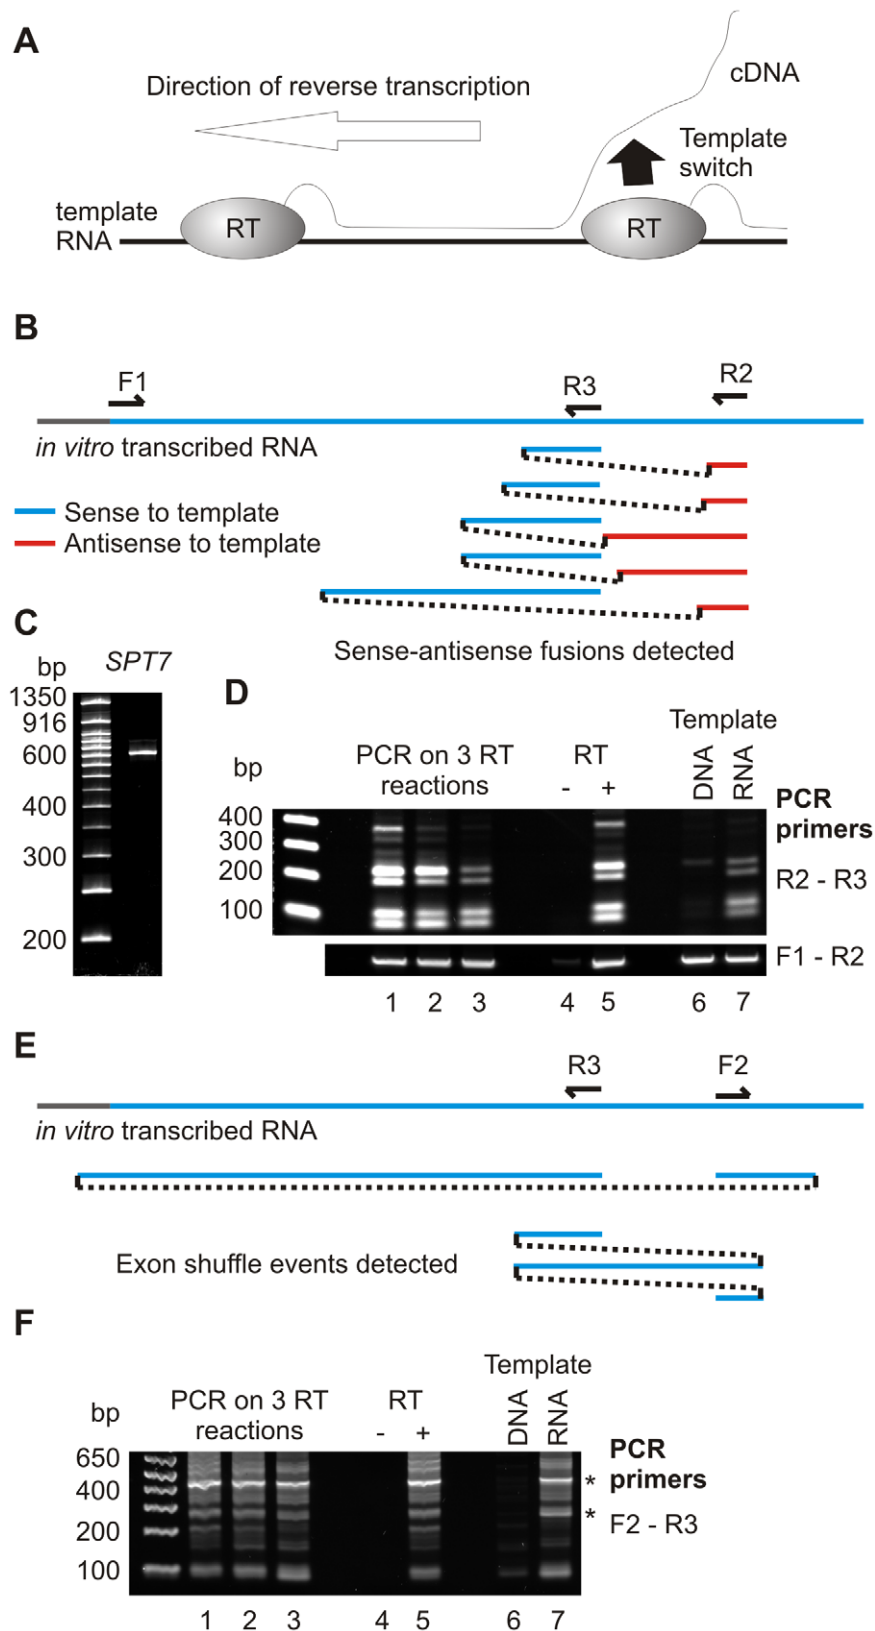 A
Direction of reverse transcription
cDNA
Template
switch
template
RNA
RT
RT
B
F1
R3
R2
in vitro transcribed RNA
Sense to template
Antisense to template
Sense-antisense fusions detected
C
bp
SPT7
1350
916
600
400
300
200
D
Template
PCR on 3 RT
reactions
RT
bp
-
+
DNA
RNA
PCR
primers
400
300
200
100
R2 - R3
F1 - R2
1 2 3 4 5 6 7
E
R3
F2
in vitro transcribed RNA
Exon shuffle events detected
F
Template
PCR on 3 RT
reactions
RT
bp
-
+
DNA
RNA
PCR
primers
650
400
200
100
*
*
F2 - R3
1 2 3 4 5 6 7